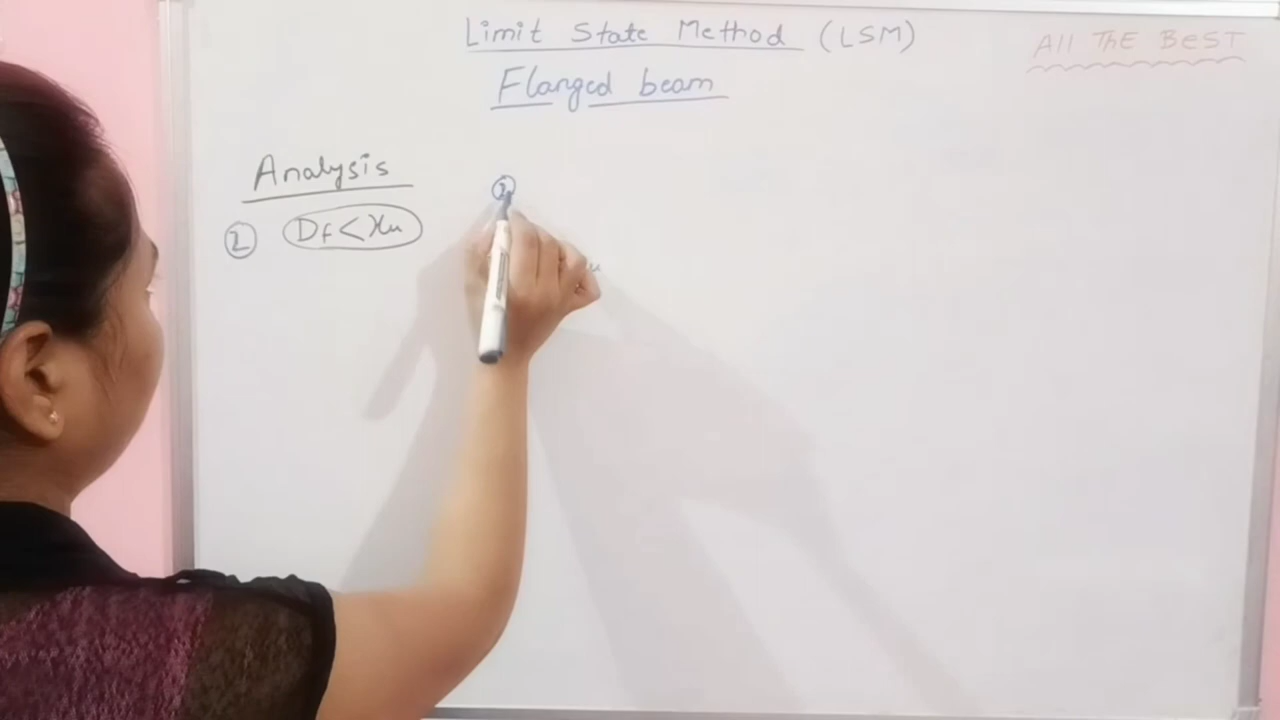 Limit State Method (LSM)
All THE BeST
Flanged beam
Analysis
② Df < xu